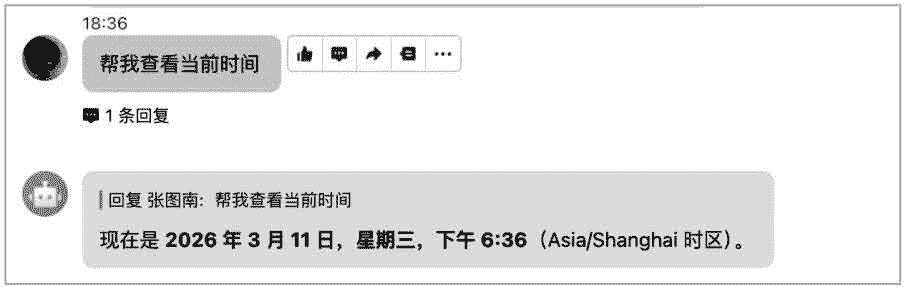 18:36
帮我查看当前时间
1 条回复
回复 张图南：帮我查看当前时间
现在是 2026 年 3 月 11 日，星期三，下午 6:36（Asia/Shanghai 时区）。